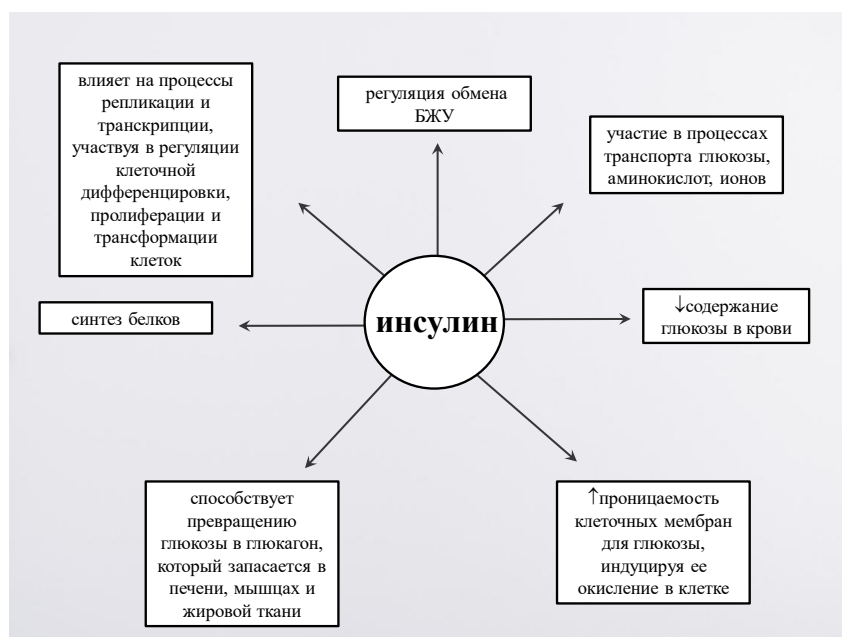 влияет на процессы
репликации и
транскрипции,
участвуя в регуляции
клеточной
дифференцировки,
пролиферации и
трансформации
клеток
регуляция обмена
БЖУ
участие в процессах
транспорта глюкозы,
аминокислот, ионов
инсулин
синтез белков
↓содержание
глюкозы в крови
способствует
превращению
глюкозы в глюкагон,
который запасается в
печени, мышцах и
жировой ткани
↑проницаемость
клеточных мембран
для глюкозы,
индуцируя ее
окисление в клетке